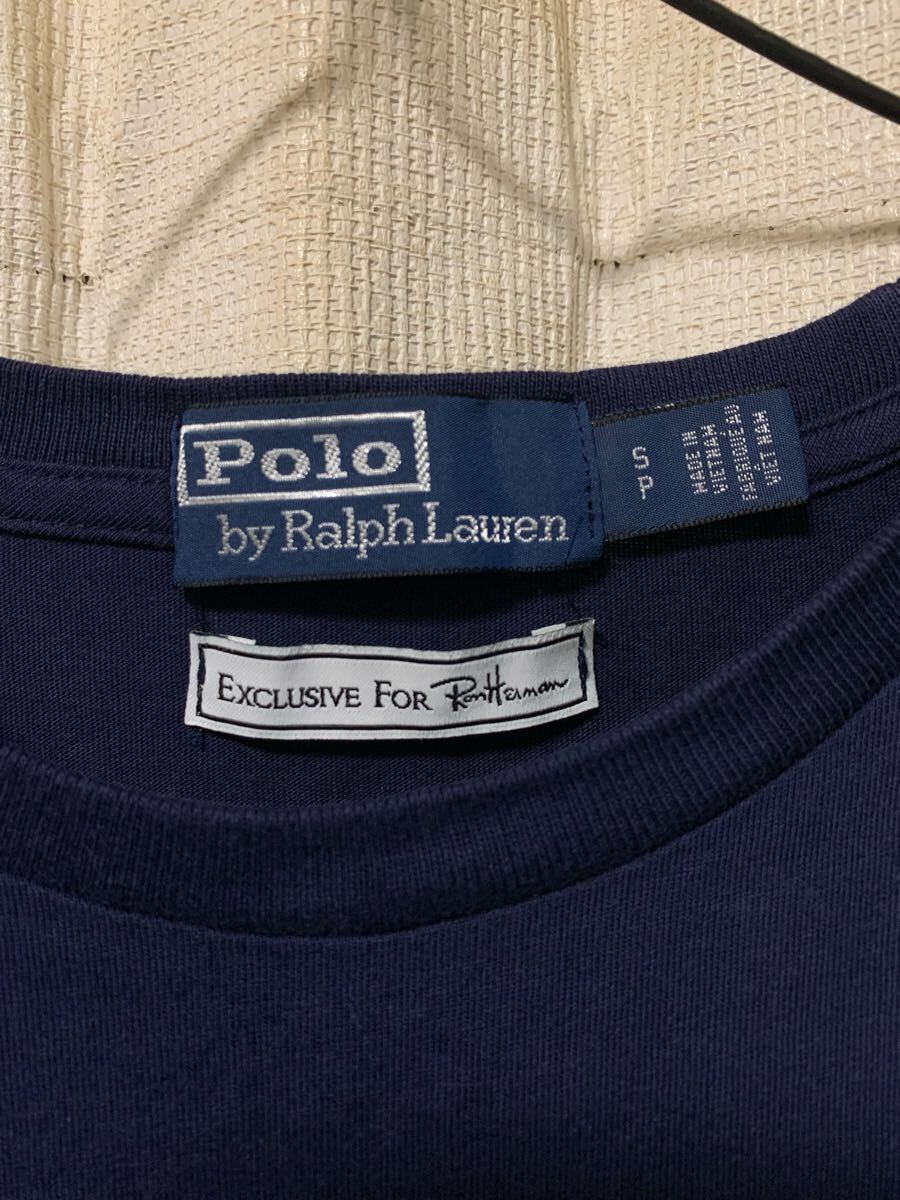 Polo
by Ralph Lauren
S
P
MADE IN
VIETNAM
FABRIQUE AU
VIET NAM
EXCLUSIVE FOR Ron Herman